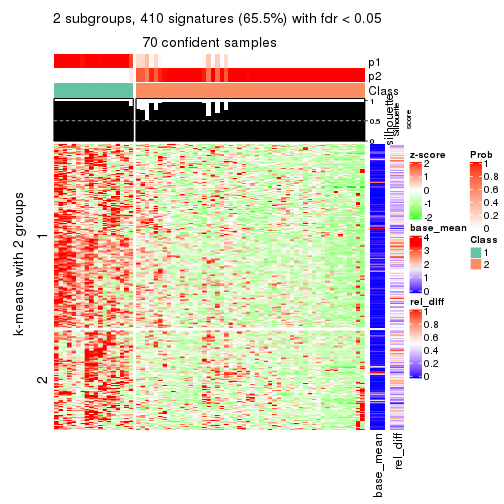 2 subgroups, 410 signatures (65.5%) with fdr < 0.05
70 confident samples
p1
p2
Class
silhouette
Silhouette
score
1
0.5
0
k-means with 2 groups
1
2
base_mean
rel_diff
z-score
2
1
0
-1
-2
base_mean
4
3
2
1
0
rel_diff
1
0.8
0.6
0.4
0.2
0
Prob
1
0.8
0.6
0.4
0.2
0
Class
1
2